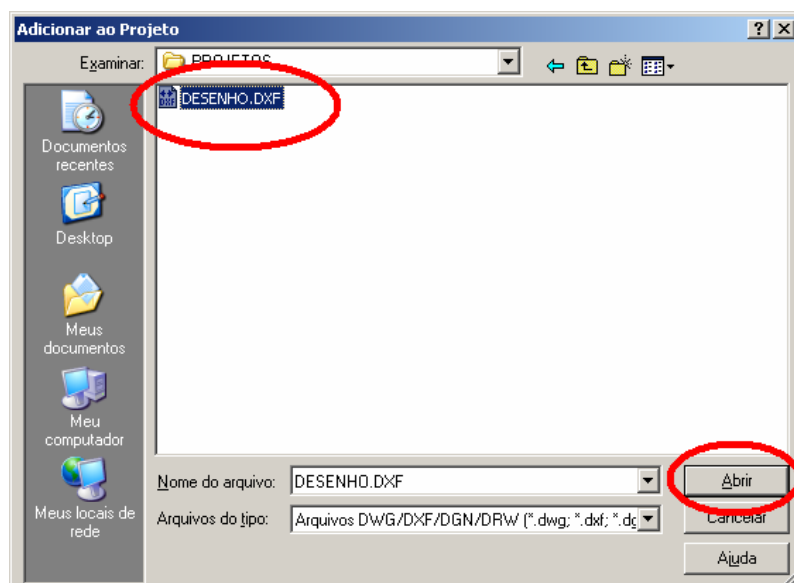 Adicionar ao Projeto
Examinar:
PROJETOS
DESENHO.DXF
Documentos
recentes
Desktop
Meus
documentos
Meu
computador
Meus locais de
rede
Nome do arquivo:
DESENHO.DXF
Abrir
Arquivos do tipo:
Arquivos DWG/DXF/DGN/DRW (*.dwg; *.dxf; *.dg
Cancelar
Ajuda